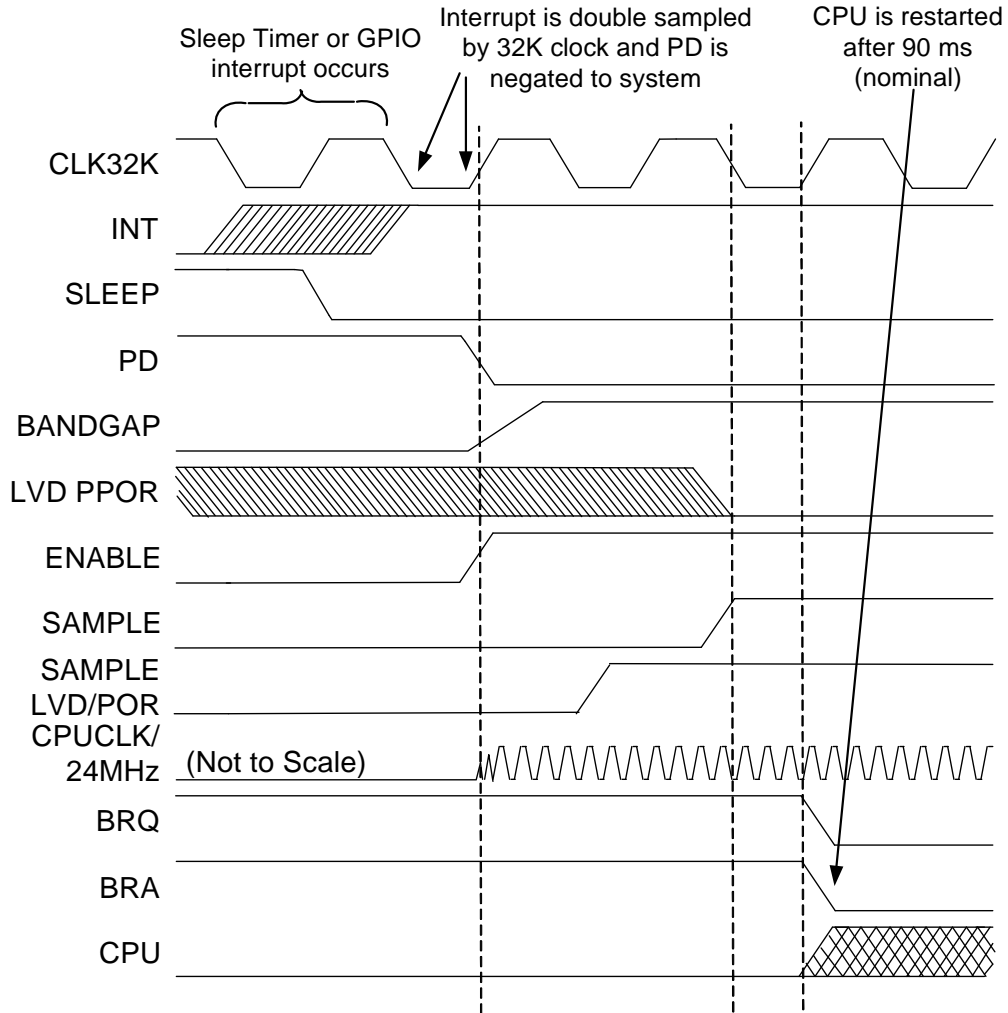 Sleep Timer or GPIO
interrupt occurs
Interrupt is double sampled
by 32K clock and PD is
negated to system
CPU is restarted
after 90 ms
(nominal)
CLK32K
INT
SLEEP
PD
BANDGAP
LVD PPOR
ENABLE
SAMPLE
SAMPLE
LVD/POR
CPUCLK/
24MHz
(Not to Scale)
BRQ
BRA
CPU